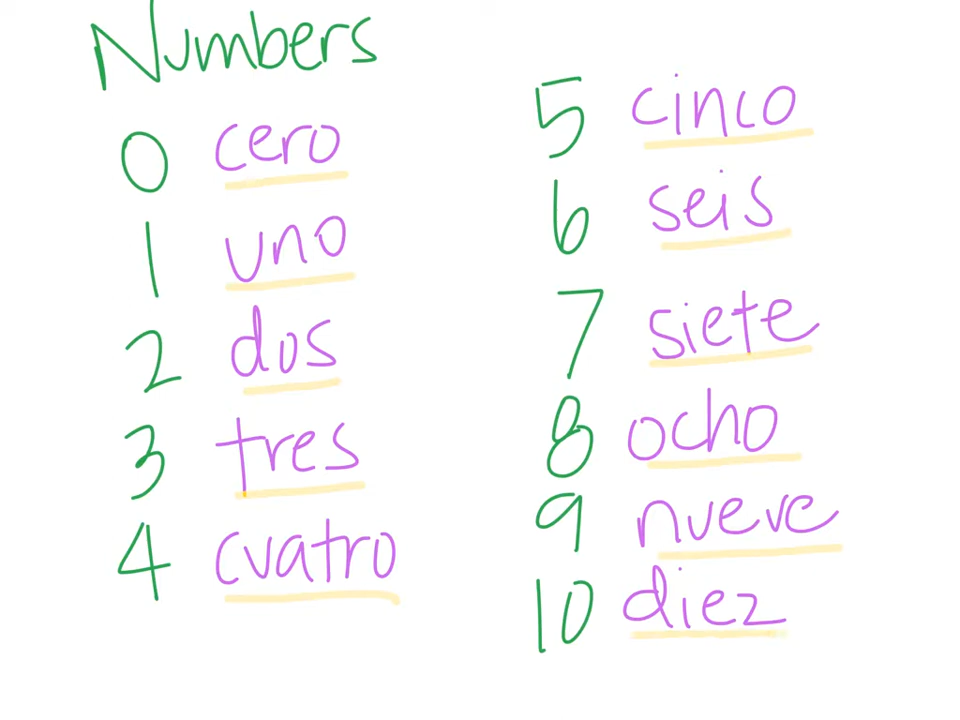 Numbers
0 cero
1 uno
2 dos
3 tres
4 cuatro
5 cinco
6 seis
7 siete
8 ocho
9 nueve
10 diez